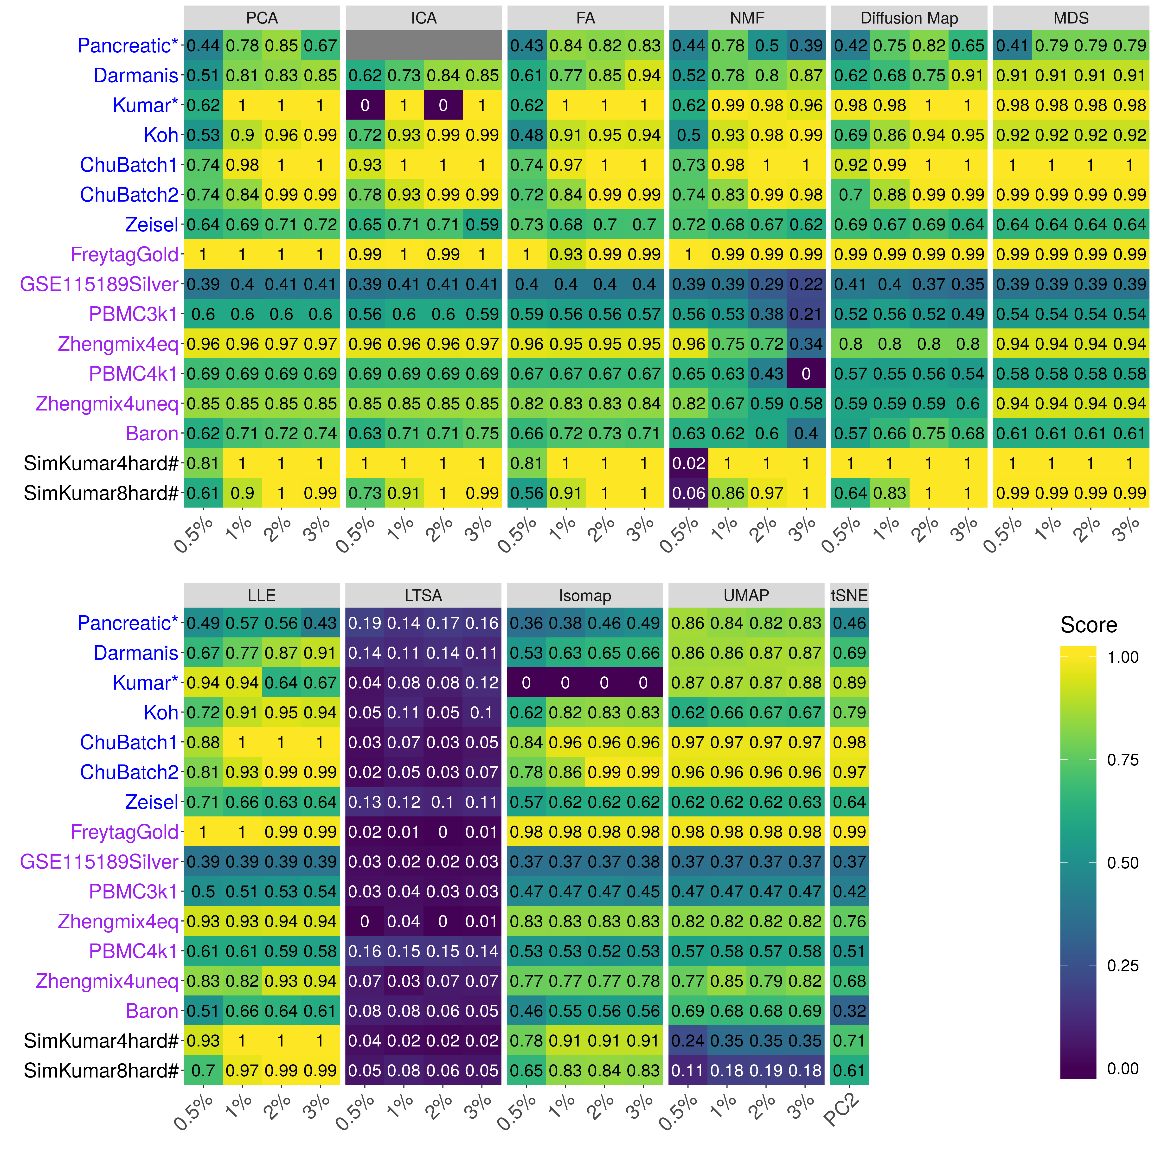 PCA ICA FA NMF Diffusion Map MDS
Pancreatic* 0.44 0.78 0.85 0.67 0.43 0.84 0.82 0.83 0.44 0.78 0.5 0.39 0.42 0.75 0.82 0.65 0.41 0.79 0.79 0.79
Darmanis 0.51 0.81 0.83 0.85 0.62 0.73 0.84 0.85 0.61 0.77 0.85 0.94 0.52 0.78 0.8 0.87 0.62 0.68 0.75 0.91 0.91 0.91 0.91 0.91
Kumar* 0.62 1 1 1 0 1 0 1 0.62 1 1 1 0.62 0.99 0.98 0.96 0.98 0.98 1 1 0.98 0.98 0.98 0.98
Koh 0.53 0.9 0.96 0.99 0.72 0.93 0.99 0.99 0.48 0.91 0.95 0.94 0.5 0.93 0.98 0.99 0.69 0.86 0.94 0.95 0.92 0.92 0.92 0.92
ChuBatch1 0.74 0.98 1 1 0.93 1 1 1 0.74 0.97 1 1 0.73 0.98 1 1 0.92 0.99 1 1 1 1 1 1
ChuBatch2 0.74 0.84 0.99 0.99 0.78 0.93 0.99 0.99 0.72 0.84 0.99 0.99 0.74 0.83 0.99 0.98 0.7 0.88 0.99 0.99 0.99 0.99 0.99 0.99
Zeisel 0.64 0.69 0.71 0.72 0.65 0.71 0.71 0.59 0.73 0.68 0.7 0.7 0.72 0.68 0.67 0.62 0.69 0.67 0.69 0.64 0.64 0.64 0.64 0.64
FreytagGold 1 1 1 1 0.99 1 0.99 1 1 0.93 0.99 0.99 1 0.99 0.99 0.99 0.99 0.99 0.99 0.99 0.99 0.99 0.99 0.99
GSE115189Silver 0.39 0.4 0.41 0.41 0.39 0.41 0.41 0.41 0.4 0.4 0.4 0.4 0.39 0.39 0.29 0.22 0.41 0.4 0.37 0.35 0.39 0.39 0.39 0.39
PBMC3k1 0.6 0.6 0.6 0.6 0.56 0.6 0.6 0.59 0.59 0.56 0.56 0.57 0.56 0.53 0.38 0.21 0.52 0.56 0.52 0.49 0.54 0.54 0.54 0.54
Zhengmix4eq 0.96 0.96 0.97 0.97 0.96 0.96 0.96 0.97 0.96 0.95 0.95 0.95 0.96 0.75 0.72 0.34 0.8 0.8 0.8 0.8 0.94 0.94 0.94 0.94
PBMC4k1 0.69 0.69 0.69 0.69 0.69 0.69 0.69 0.69 0.67 0.67 0.67 0.67 0.65 0.63 0.43 0 0.57 0.55 0.56 0.54 0.58 0.58 0.58 0.58
Zhengmix4uneq 0.85 0.85 0.85 0.85 0.85 0.85 0.85 0.85 0.82 0.83 0.83 0.84 0.82 0.67 0.59 0.58 0.59 0.59 0.59 0.6 0.94 0.94 0.94 0.94
Baron 0.62 0.71 0.72 0.74 0.63 0.71 0.71 0.75 0.66 0.72 0.73 0.71 0.63 0.62 0.6 0.4 0.57 0.66 0.75 0.68 0.61 0.61 0.61 0.61
SimKumar4hard# 0.81 1 1 1 1 1 1 1 0.81 1 1 1 0.02 1 1 1 1 1 1 1 1 1 1 1
SimKumar8hard# 0.61 0.9 1 0.99 0.73 0.91 1 0.99 0.56 0.91 1 1 0.06 0.86 0.97 1 0.64 0.83 1 1 0.99 0.99 0.99 0.99
0.5% 1% 2% 3% 0.5% 1% 2% 3% 0.5% 1% 2% 3% 0.5% 1% 2% 3% 0.5% 1% 2% 3% 0.5% 1% 2% 3%
LLE LTSA Isomap UMAP tSNE
Pancreatic* 0.49 0.57 0.56 0.43 0.19 0.14 0.17 0.16 0.36 0.38 0.46 0.49 0.86 0.84 0.82 0.83 0.46
Darmanis 0.67 0.77 0.87 0.91 0.14 0.11 0.14 0.11 0.53 0.63 0.65 0.66 0.86 0.86 0.87 0.87 0.69
Kumar* 0.94 0.94 0.64 0.67 0.04 0.08 0.08 0.12 0 0 0 0 0.87 0.87 0.87 0.88 0.89
Koh 0.72 0.91 0.95 0.94 0.05 0.11 0.05 0.1 0.62 0.82 0.83 0.83 0.62 0.66 0.67 0.67 0.79
ChuBatch1 0.88 1 1 1 0.03 0.07 0.03 0.05 0.84 0.96 0.96 0.96 0.97 0.97 0.97 0.97 0.98
ChuBatch2 0.81 0.93 0.99 0.99 0.02 0.05 0.03 0.07 0.78 0.86 0.99 0.99 0.96 0.96 0.96 0.96 0.97
Zeisel 0.71 0.66 0.63 0.64 0.13 0.12 0.1 0.11 0.57 0.62 0.62 0.62 0.62 0.62 0.62 0.63 0.64
FreytagGold 1 1 0.99 0.99 0.02 0.01 0 0.01 0.98 0.98 0.98 0.98 0.98 0.98 0.98 0.98 0.99
GSE115189Silver 0.39 0.39 0.39 0.39 0.03 0.02 0.02 0.03 0.37 0.37 0.37 0.38 0.37 0.37 0.37 0.37 0.37
PBMC3k1 0.5 0.51 0.53 0.54 0.03 0.04 0.03 0.03 0.47 0.47 0.47 0.45 0.47 0.47 0.47 0.47 0.42
Zhengmix4eq 0.93 0.93 0.94 0.94 0 0.04 0 0.01 0.83 0.83 0.83 0.83 0.82 0.82 0.82 0.82 0.76
PBMC4k1 0.61 0.61 0.59 0.58 0.16 0.15 0.15 0.14 0.53 0.53 0.52 0.53 0.57 0.58 0.57 0.58 0.51
Zhengmix4uneq 0.83 0.82 0.93 0.94 0.07 0.03 0.07 0.07 0.77 0.77 0.77 0.78 0.77 0.85 0.79 0.82 0.68
Baron 0.51 0.66 0.64 0.61 0.08 0.08 0.06 0.05 0.46 0.55 0.56 0.56 0.69 0.68 0.68 0.69 0.32
SimKumar4hard# 0.93 1 1 1 0.04 0.02 0.02 0.02 0.78 0.91 0.91 0.91 0.24 0.35 0.35 0.35 0.71
SimKumar8hard# 0.7 0.97 0.99 0.99 0.05 0.08 0.06 0.05 0.65 0.83 0.84 0.83 0.11 0.18 0.19 0.18 0.61
0.5% 1% 2% 3% 0.5% 1% 2% 3% 0.5% 1% 2% 3% 0.5% 1% 2% 3% PC2
Score
1.00
0.75
0.50
0.25
0.00